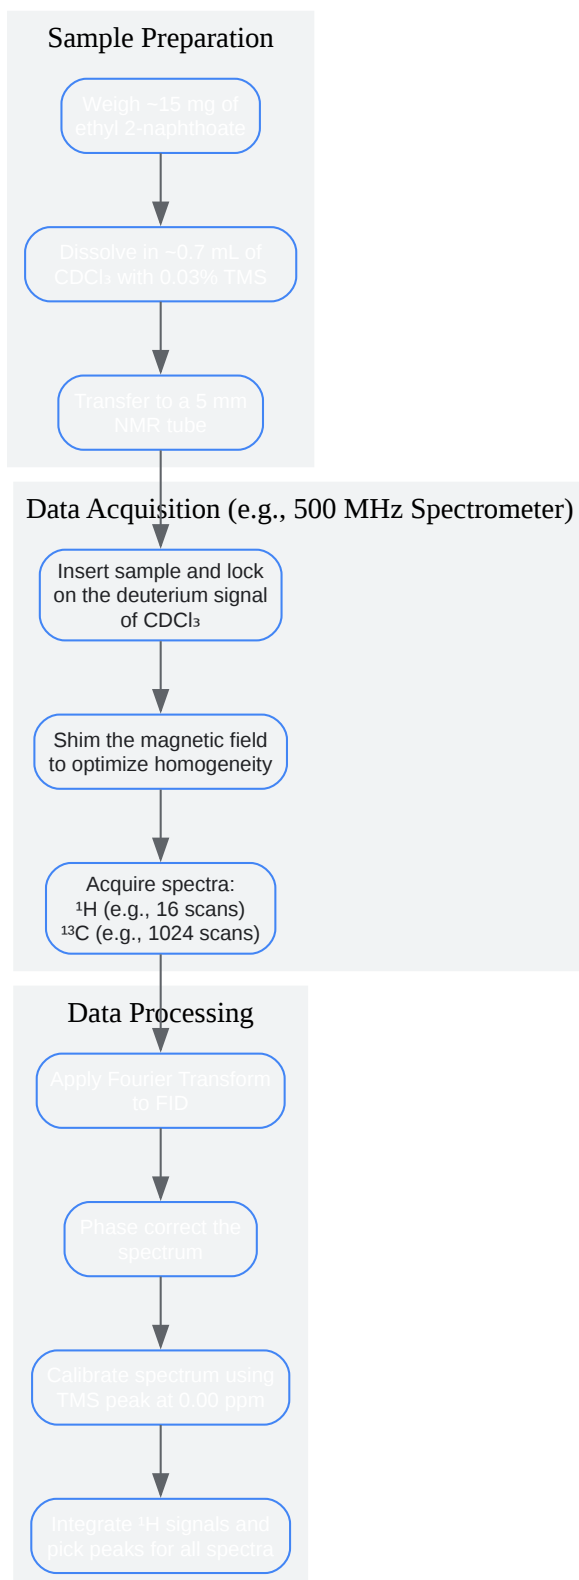 Sample Preparation
Weigh ~15 mg of
ethyl 2-naphthoate
Dissolve in ~0.7 mL of
CDCl₃ with 0.03% TMS
Transfer to a 5 mm
NMR tube
Data Acquisition (e.g., 500 MHz Spectrometer)
Insert sample and lock
on the deuterium signal
of CDCl₃
Shim the magnetic field
to optimize homogeneity
Acquire spectra:
¹H (e.g., 16 scans)
¹³C (e.g., 1024 scans)
Data Processing
Apply Fourier Transform
to FID
Phase correct the
spectrum
Calibrate spectrum using
TMS peak at 0.00 ppm
Integrate ¹H signals and
pick peaks for all spectra